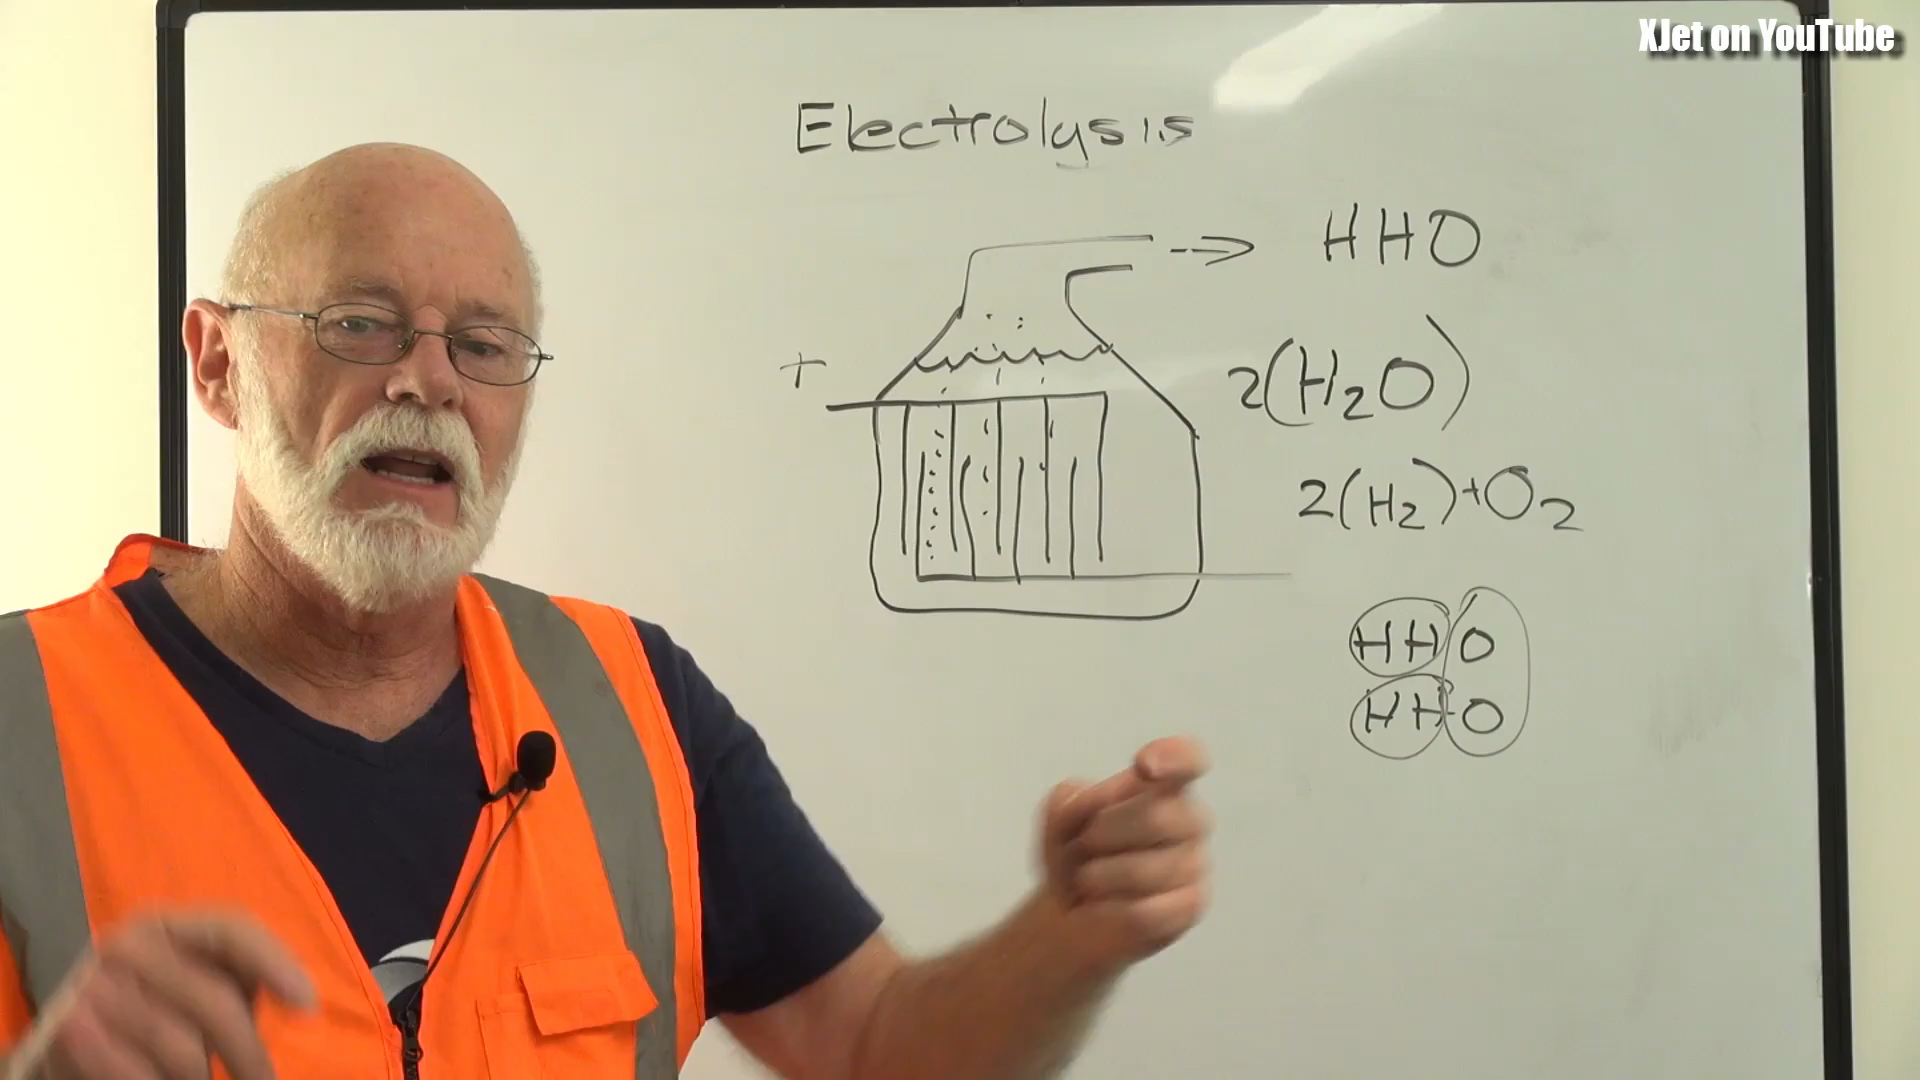 XJet on YouTube
Electrolysis
HHO
+
2(H2O)
2(H2)+O2
HHO
HHO